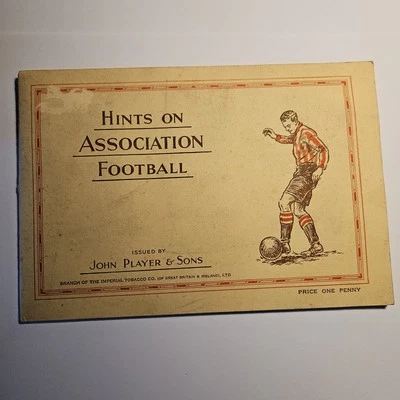 HINTS ON
ASSOCIATION
FOOTBALL
ISSUED BY
JOHN PLAYER & SONS
BRANCH OF THE IMPERIAL TOBACCO CO. (OF GREAT BRITAIN & IRELAND), LTD
PRICE ONE PENNY